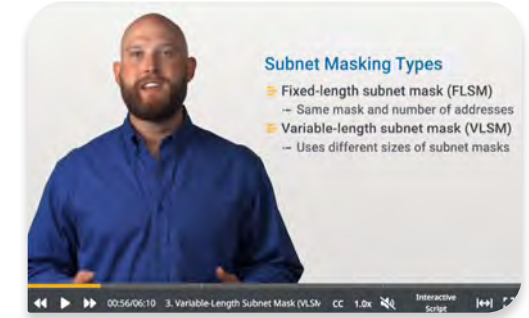 Subnet Masking Types
Fixed-length subnet mask (FLSM)
-- Same mask and number of addresses
Variable-length subnet mask (VLSM)
-- Uses different sizes of subnet masks
00:56/06:10 3. Variable-Length Subnet Mask (VLSM CC 1.0x Interactive
Script